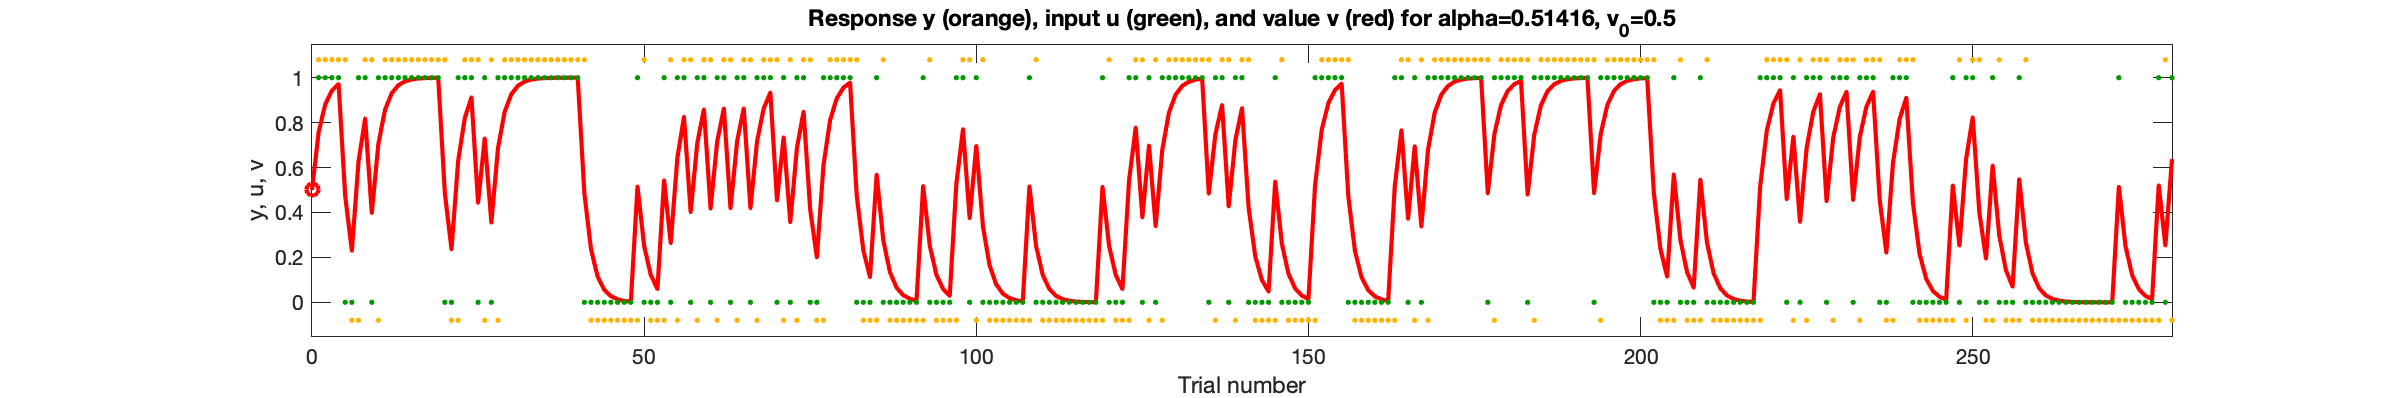 Response y (orange), input u (green), and value v (red) for alpha=0.51416, v0=0.5
y, u, v
1
0.8
0.6
0.4
0.2
0
0 50 100 150 200 250
Trial number